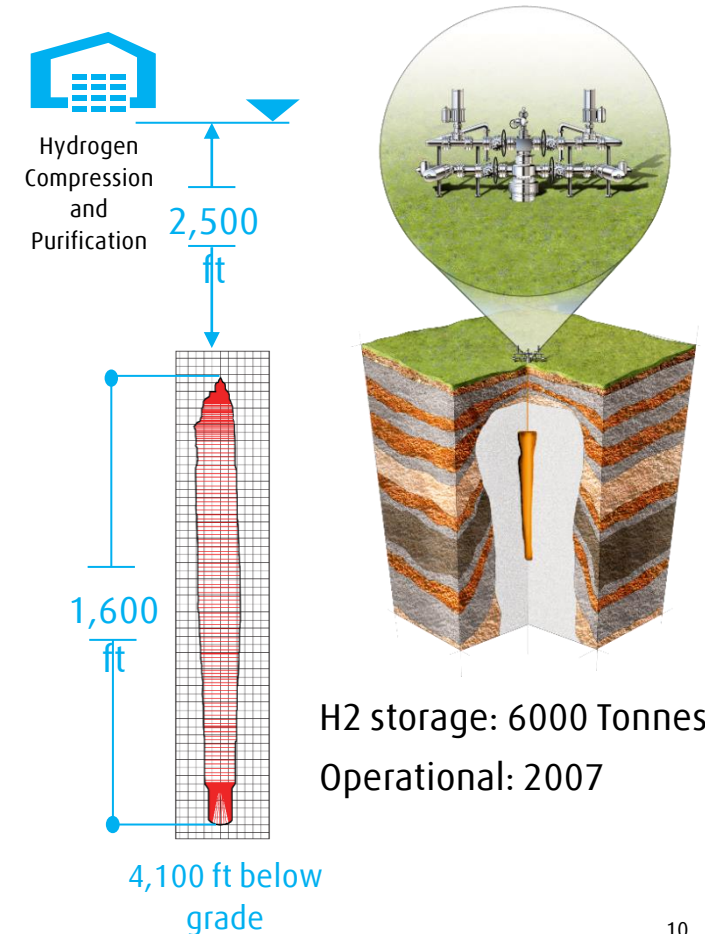 Hydrogen
Compression
and
Purification
2,500
ft
1,600
ft
4,100 ft below
grade
H2 storage: 6000 Tonnes
Operational: 2007
10